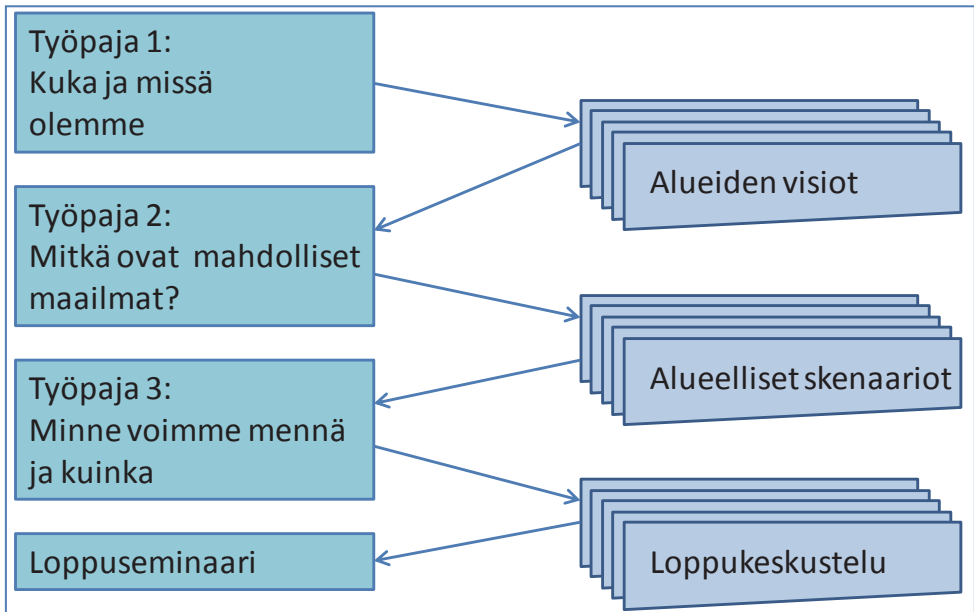 Työpaja 1:
Kuka ja missä
olemme
Alueiden visiot
Työpaja 2:
Mitkä ovat mahdolliset
maailmat?
Alueelliset skenaariot
Työpaja 3:
Minne voimme mennä
ja kuinka
Loppukeskustelu
Loppuseminaari